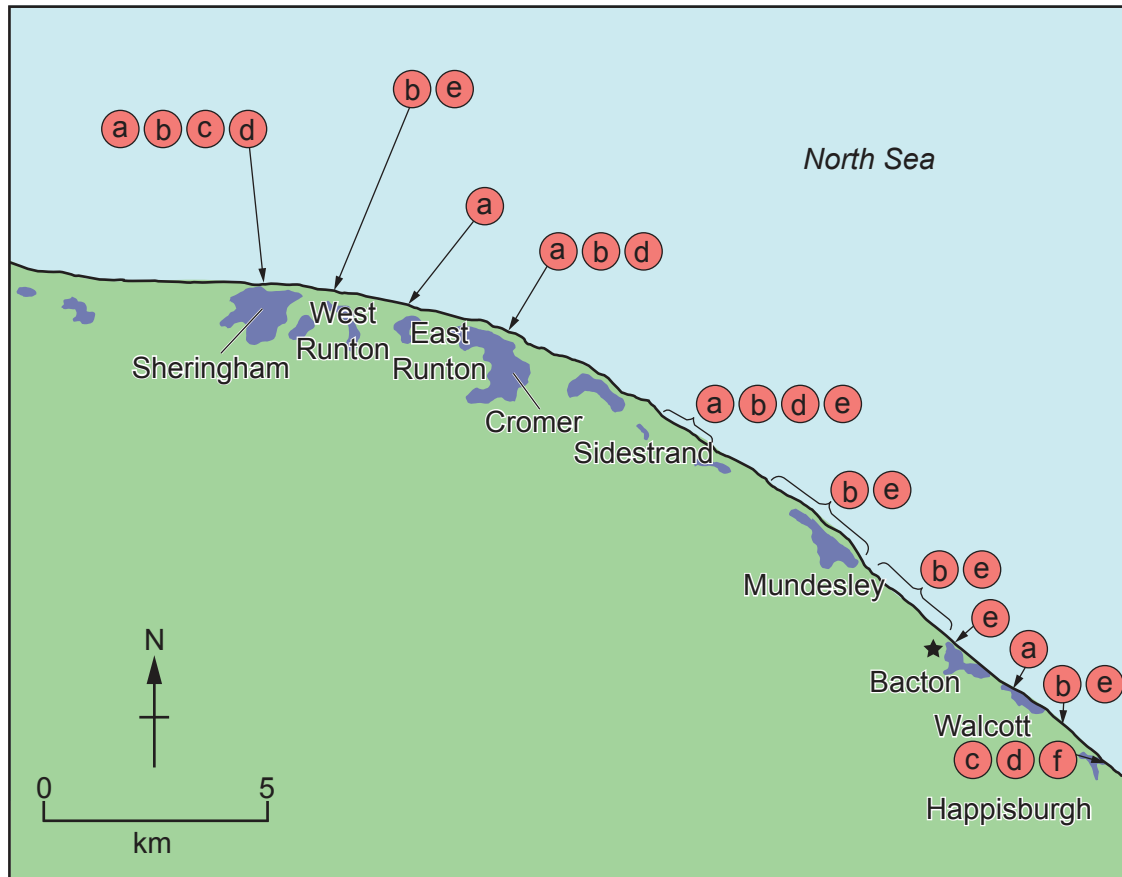 b e
a b c d
North Sea
a
a b d
West
Runton
East
Runton
Sheringham
Cromer
a b d e
Sidestrand
b e
Mundesley
b e
e
a
N
Bacton
b e
Walcott
c d f
0 5
km
Happisburgh